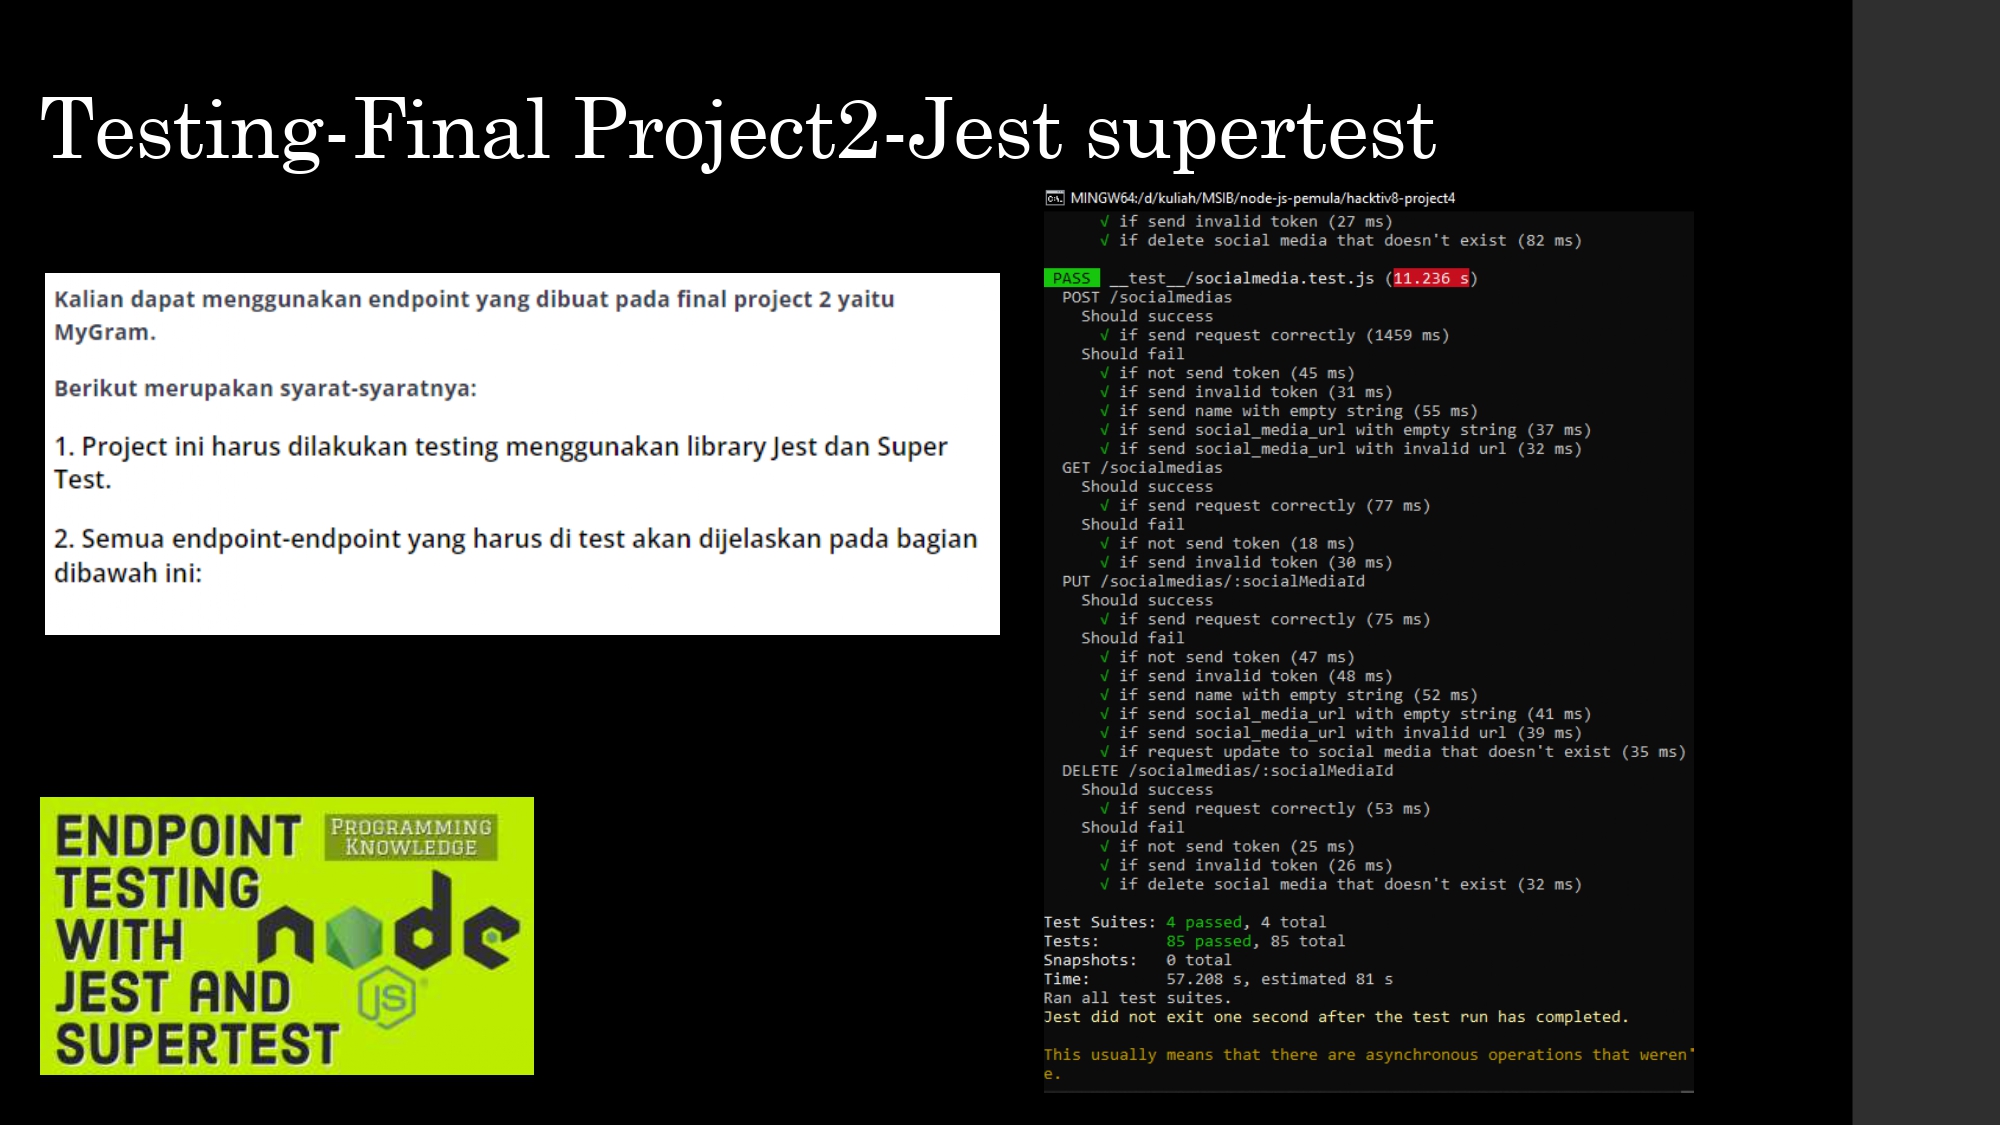 Testing-Final Project2-Jest supertest
Kalian dapat menggunakan endpoint yang dibuat pada final project 2 yaitu
MyGram.
Berikut merupakan syarat-syaratnya:
1. Project ini harus dilakukan testing menggunakan library Jest dan Super
Test.
2. Semua endpoint-endpoint yang harus di test akan dijelaskan pada bagian
dibawah ini:
ENDPOINT
TESTING
WITH
JEST AND
SUPERTEST
PROGRAMMING
KNOWLEDGE
node
JS
MINGW64:/d/kuliah/MSIB/node-js-pemula/hacktiv8-project4
√ if send invalid token (27 ms)
√ if delete social media that doesn't exist (82 ms)
PASS __test__/socialmedia.test.js (11.236 s)
POST /socialmedias
Should success
√ if send request correctly (1459 ms)
Should fail
√ if not send token (45 ms)
√ if send invalid token (31 ms)
√ if send name with empty string (55 ms)
√ if send social_media_url with empty string (37 ms)
√ if send social_media_url with invalid url (32 ms)
GET /socialmedias
Should success
√ if send request correctly (77 ms)
Should fail
√ if not send token (18 ms)
√ if send invalid token (30 ms)
PUT /socialmedias/:socialMediaId
Should success
√ if send request correctly (75 ms)
Should fail
√ if not send token (47 ms)
√ if send invalid token (48 ms)
√ if send name with empty string (52 ms)
√ if send social_media_url with empty string (41 ms)
√ if send social_media_url with invalid url (39 ms)
√ if request update to social media that doesn't exist (35 ms)
DELETE /socialmedias/:socialMediaId
Should success
√ if send request correctly (53 ms)
Should fail
√ if not send token (25 ms)
√ if send invalid token (26 ms)
√ if delete social media that doesn't exist (32 ms)
Test Suites: 4 passed, 4 total
Tests: 85 passed, 85 total
Snapshots: 0 total
Time: 57.208 s, estimated 81 s
Ran all test suites.
Jest did not exit one second after the test run has completed.
This usually means that there are asynchronous operations that weren'
e.